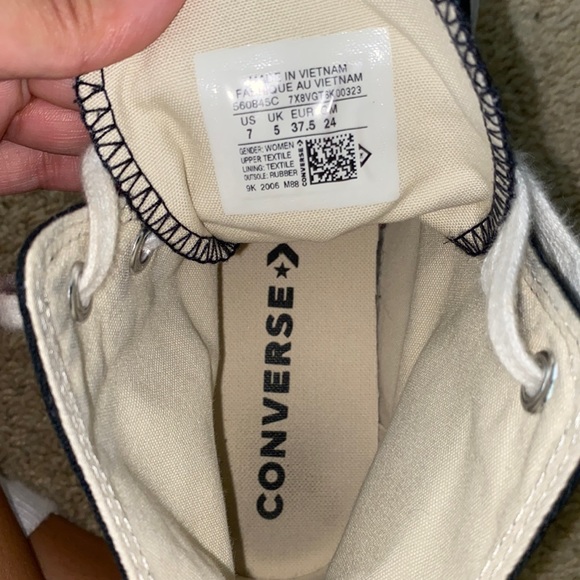 MADE IN VIETNAM
FABRIQUE AU VIETNAM
560845C 7X8VGT3K00323
US UK EUR CM
7 5 37.5 24
GENDER: WOMEN
UPPER: TEXTILE
LINING: TEXTILE
OUTSOLE: RUBBER
CONVERSE
9K 2006 M88
CONVERSE